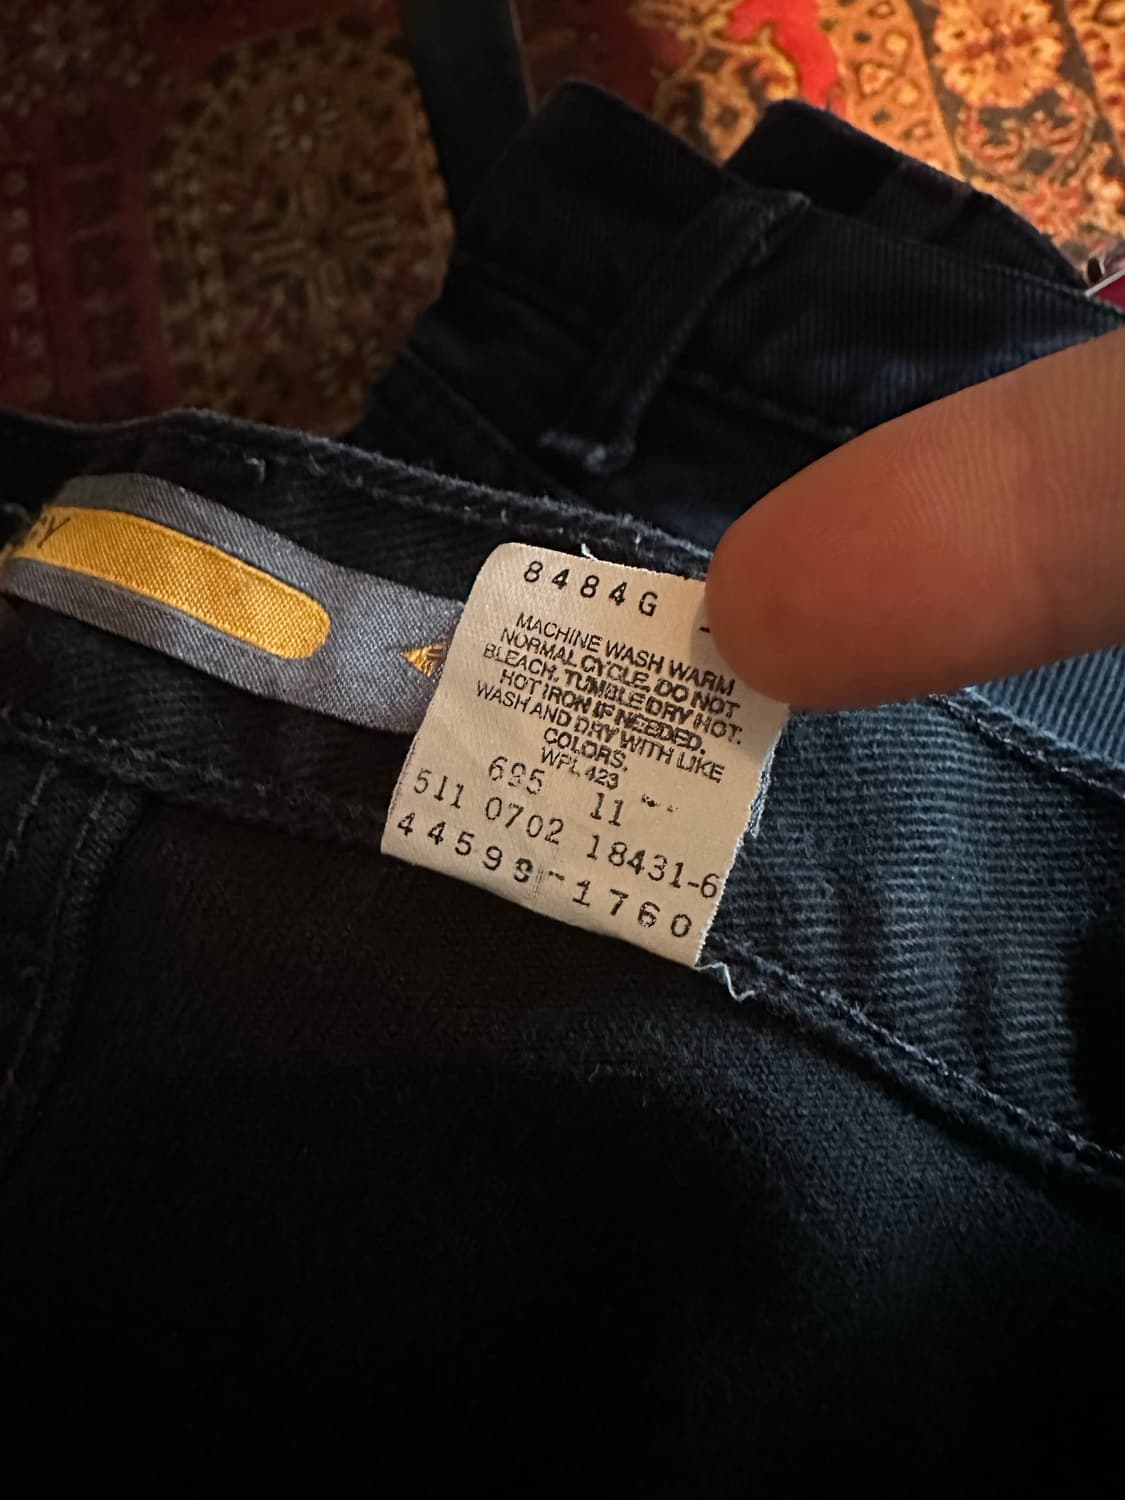 8484G
MACHINE WASH WARM
NORMAL CYCLE. DO NOT
BLEACH. TUMBLE DRY HOT.
HOT IRON IF NEEDED.
WASH AND DRY WITH LIKE
COLORS.
WPL 423
695 11
511 0702 18431-6
44599-1760